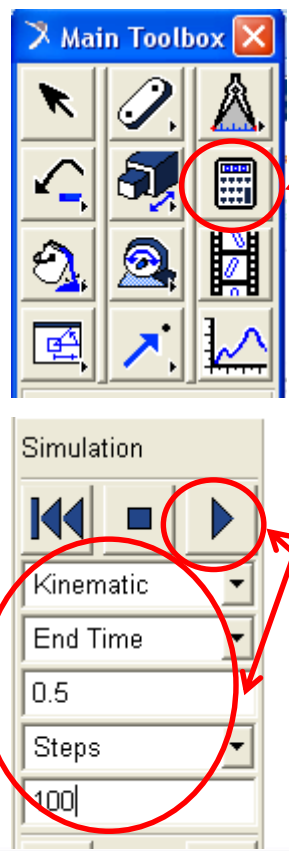 Main Toolbox
Simulation
Kinematic
End Time
0.5
Steps
100